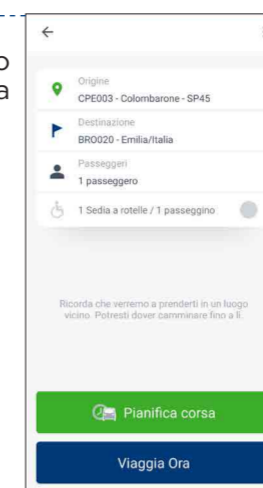 o
a
Origine
CPE003 - Colombarone - SP45
Destinazione
BRO020 - Emilia/Italia
Passeggeri
1 passeggero
1 Sedia a rotelle / 1 passeggino
Ricorda che verremo a prenderti in un luogo
vicino. Potresti dover camminare fino a lì.
Pianifica corsa
Viaggia Ora